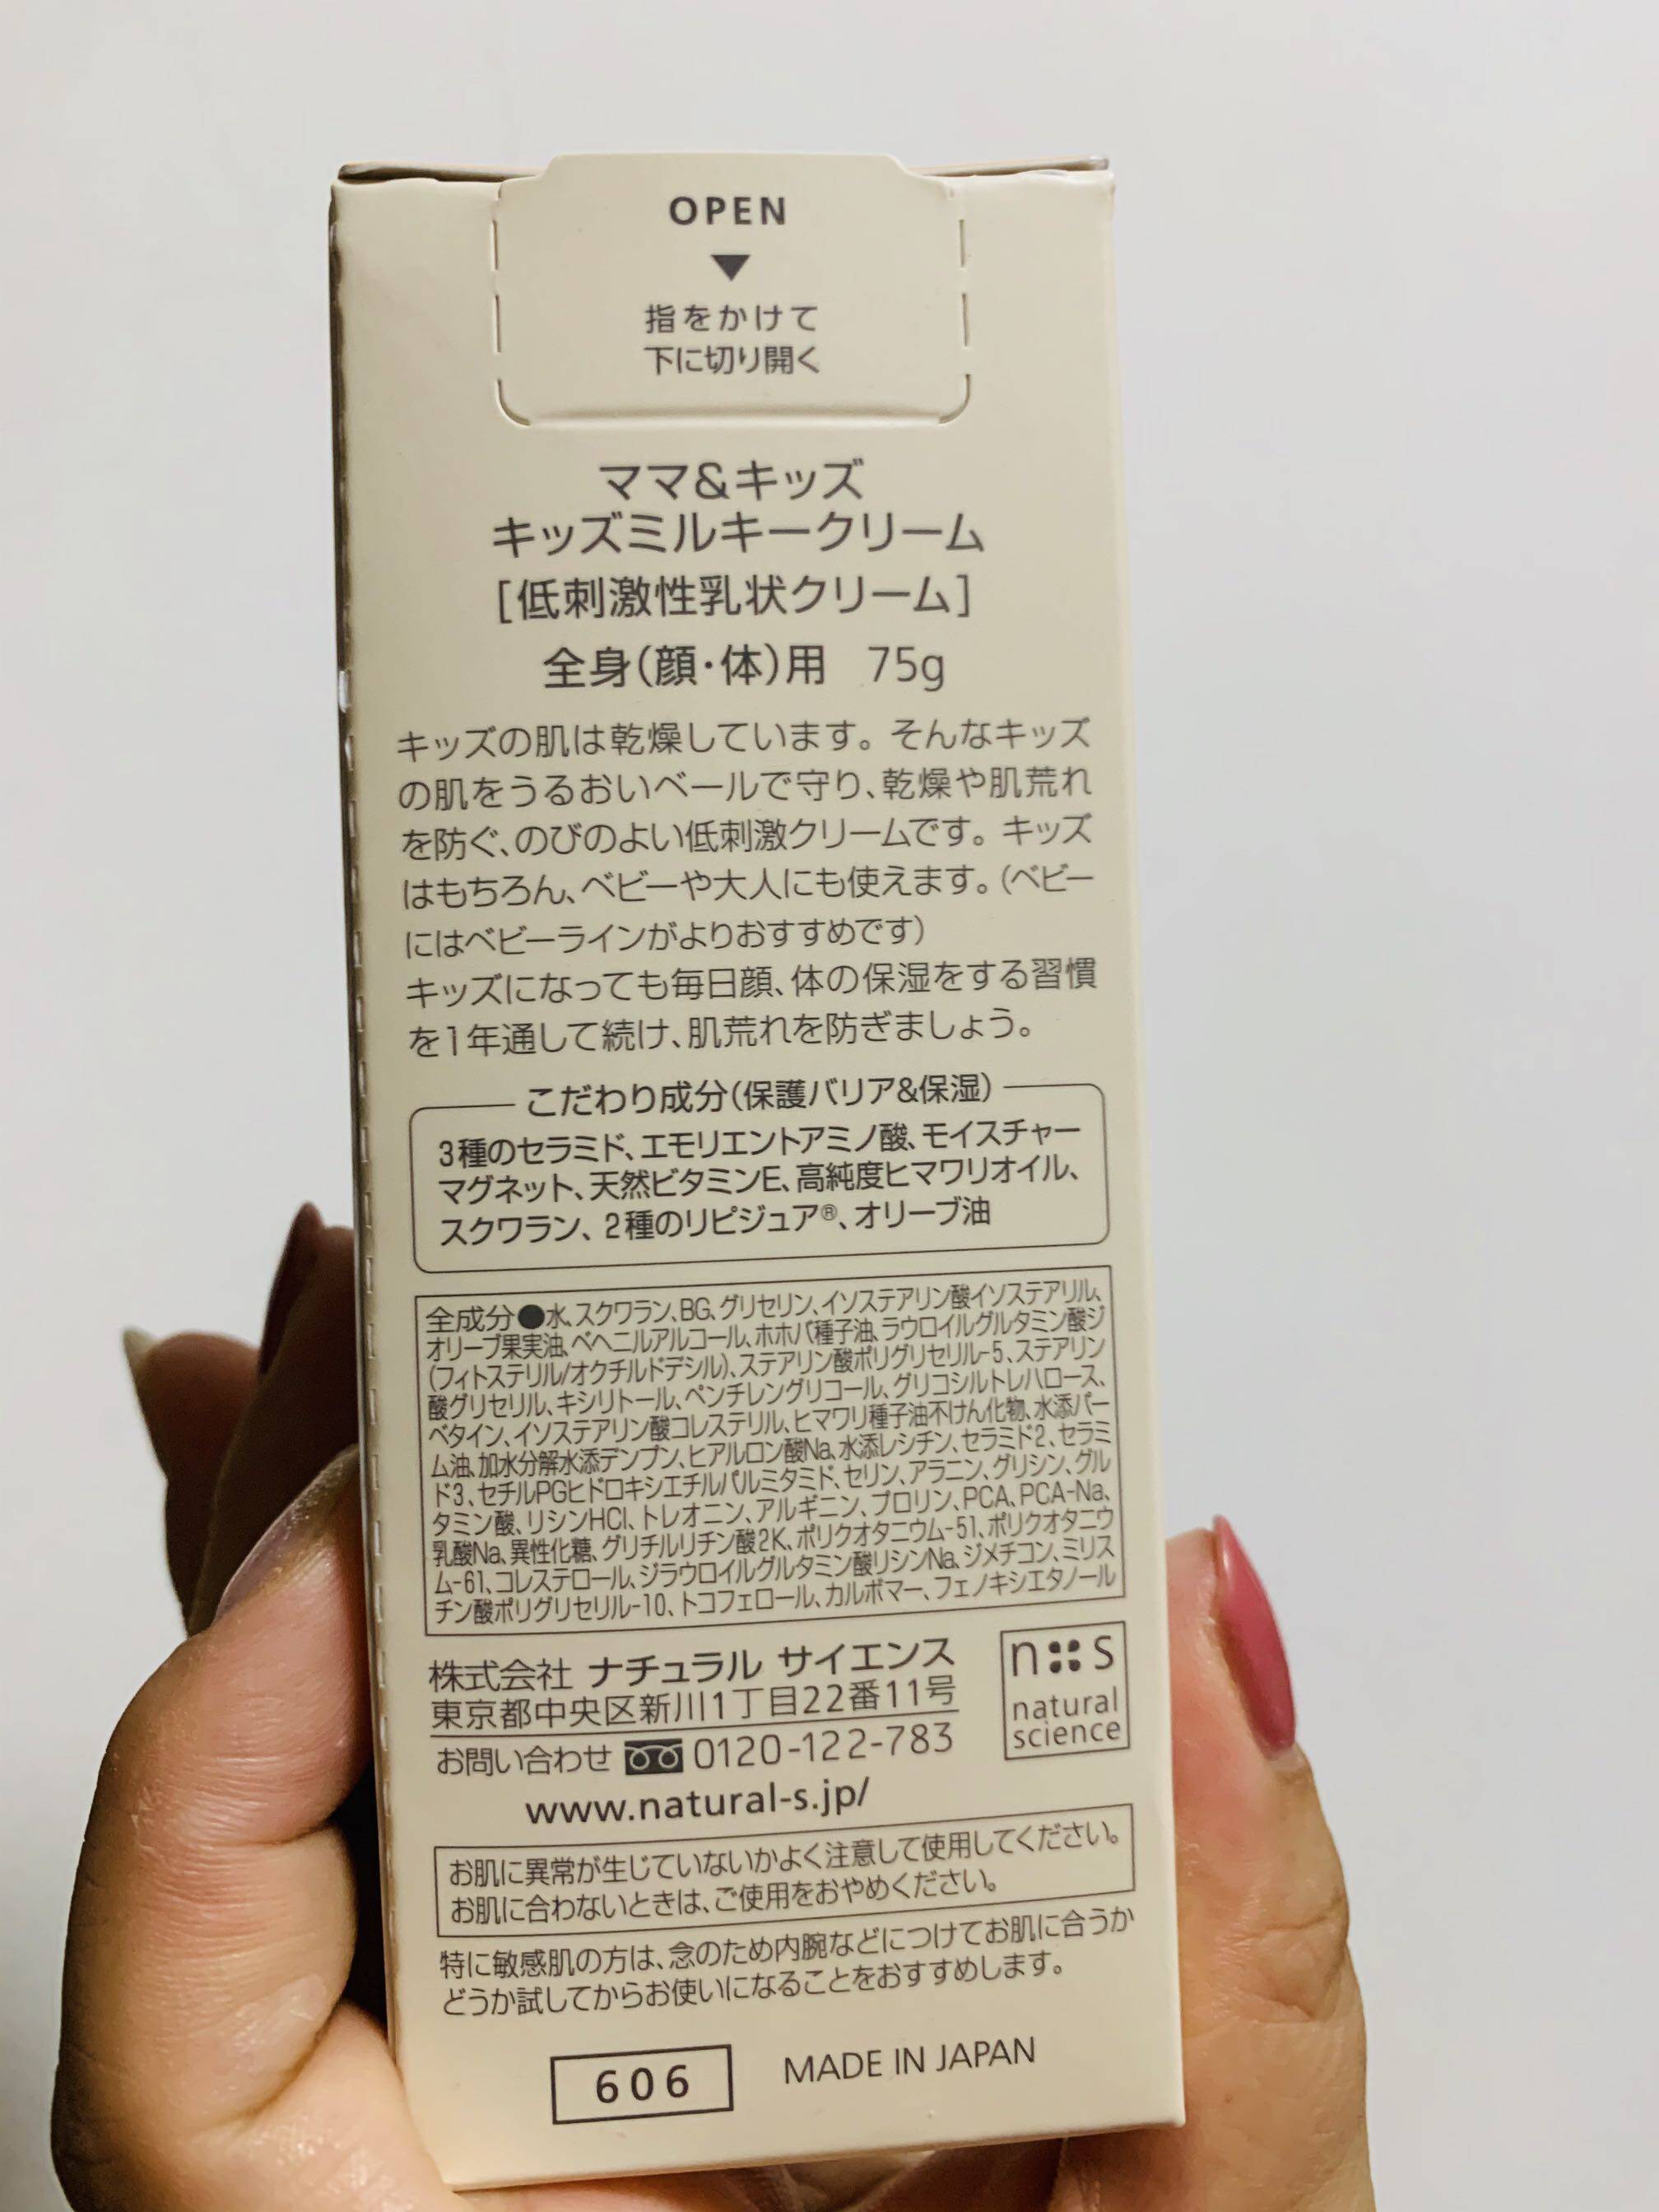 OPEN
▼
指をかけて
下に切り開く
ママ&キッズ
キッズミルキークリーム
[低刺激性乳状クリーム]
全身(顔・体)用 75g
キッズの肌は乾燥しています。そんなキッズ
の肌をうるおいベールで守り、乾燥や肌荒れ
を防ぐ、のびのよい低刺激クリームです。キッズ
はもちろん、ベビーや大人にも使えます。(ベビー
にはベビーラインがよりおすすめです)
キッズになっても毎日顔、体の保湿をする習慣
を1年通して続け、肌荒れを防ぎましょう。
こだわり成分(保護バリア&保湿)
3種のセラミド、エモリエントアミノ酸、モイスチャー
マグネット、天然ビタミンE、高純度ヒマワリオイル、
スクワラン、2種のリピジュア®、オリーブ油
全成分●水、スクワラン、BG、グリセリン、イソステアリン酸イソステアリル、
オリーブ果実油、ベヘニルアルコール、ホホバ種子油、ラウロイルグルタミン酸ジ
(フィトステリル/オクチルドデシル)、ステアリン酸ポリグリセリル-5、ステアリン
酸グリセリル、キシリトール、ペンチレングリコール、グリコシルトレハロース、
ベタイン、イソステアリン酸コレステリル、ヒマワリ種子油不けん化物、水添パー
ム油、加水分解水添デンプン、ヒアルロン酸Na、水添レシチン、セラミド2、セラミ
ド3、セチルPGヒドロキシエチルパルミタミド、セリン、アラニン、グリシン、グル
タミン酸、リシンHCl、トレオニン、アルギニン、プロリン、PCA、PCA-Na、
乳酸Na、異性化糖、グリチルリチン酸2K、ポリクオタニウム-51、ポリクオタニウ
ム-61、コレステロール、ジラウロイルグルタミン酸リシンNa、ジメチコン、ミリス
チン酸ポリグリセリル-10、トコフェロール、カルボマー、フェノキシエタノール
株式会社 ナチュラル サイエンス
東京都中央区新川1丁目22番11号
お問い合わせ 0120-122-783
www.natural-s.jp/
n::s
natural
science
お肌に異常が生じていないかよく注意して使用してください。
お肌に合わないときは、ご使用をおやめください。
特に敏感肌の方は、念のため内腕などにつけてお肌に合うか
どうか試してからお使いになることをおすすめします。
606
MADE IN JAPAN